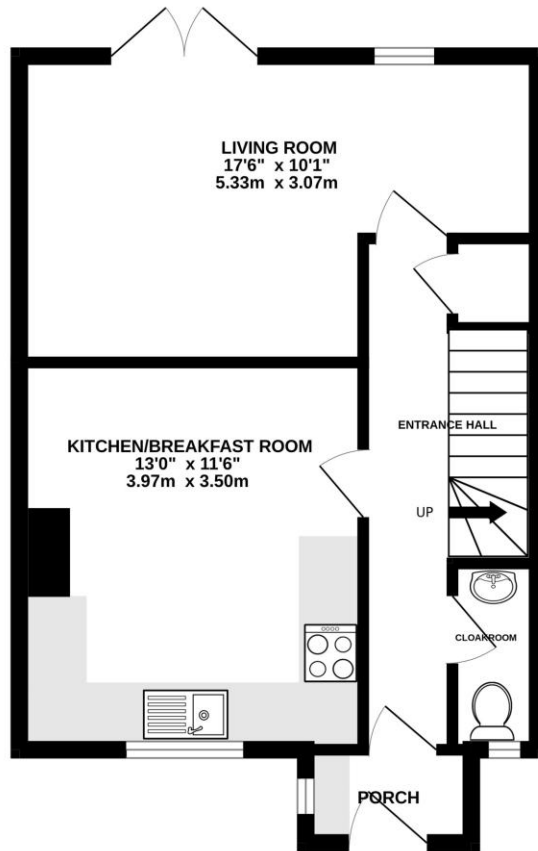 LIVING ROOM
17'6" x 10'1"
5.33m x 3.07m
ENTRANCE HALL
KITCHEN/BREAKFAST ROOM
13'0" x 11'6"
3.97m x 3.50m
UP
CLOAKROOM
PORCH